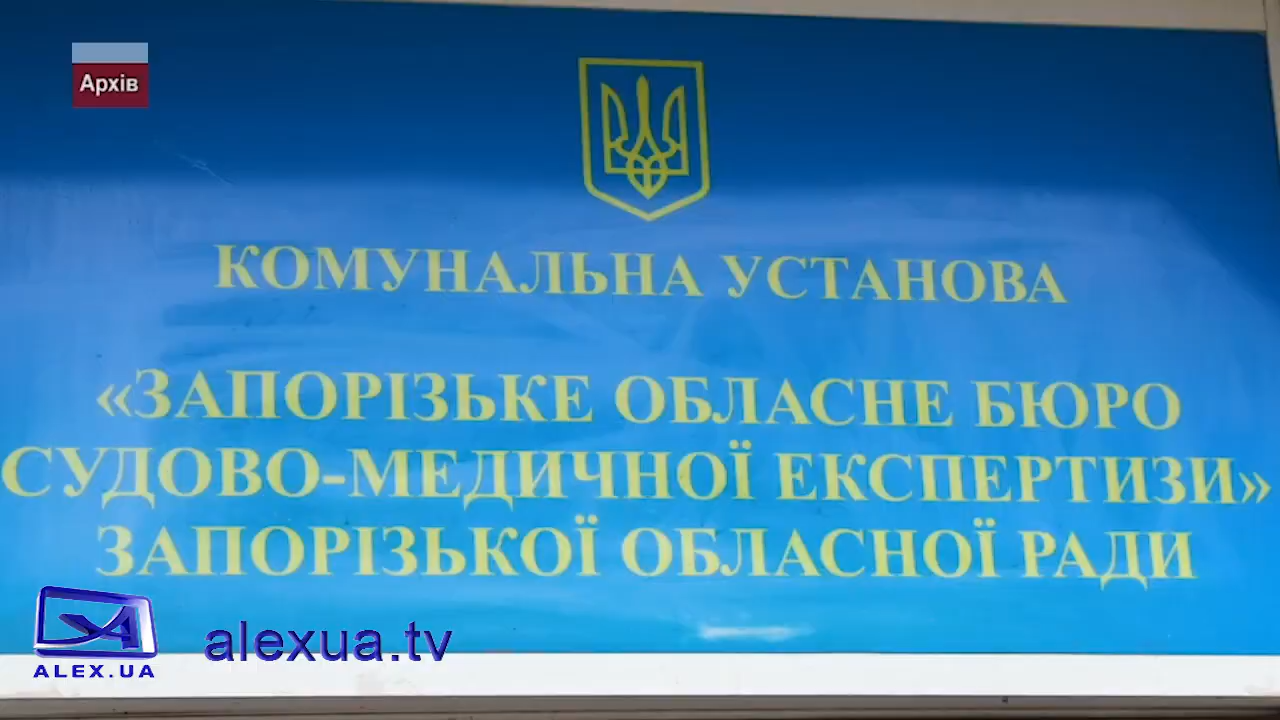 Архів
КОМУНАЛЬНА УСТАНОВА
«ЗАПОРІЗЬКЕ ОБЛАСНЕ БЮРО
СУДОВО-МЕДИЧНОЇ ЕКСПЕРТИЗИ»
ЗАПОРІЗЬКОЇ ОБЛАСНОЇ РАДИ
alexua.tv
ALEX.UA